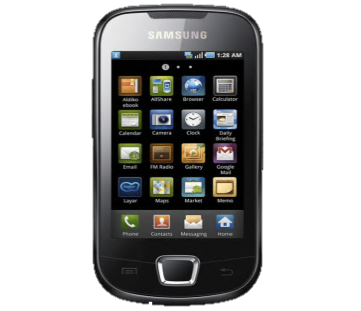 SAMSUNG
1:28 AM
1
Aldiko ebook
AllShare
Browser
Calculator
Calendar
Camera
Clock
Daily Briefing
Email
FM Radio
Gallery
Google Mail
Layar
Maps
Market
Memo
Phone
Contacts
Messaging
Home